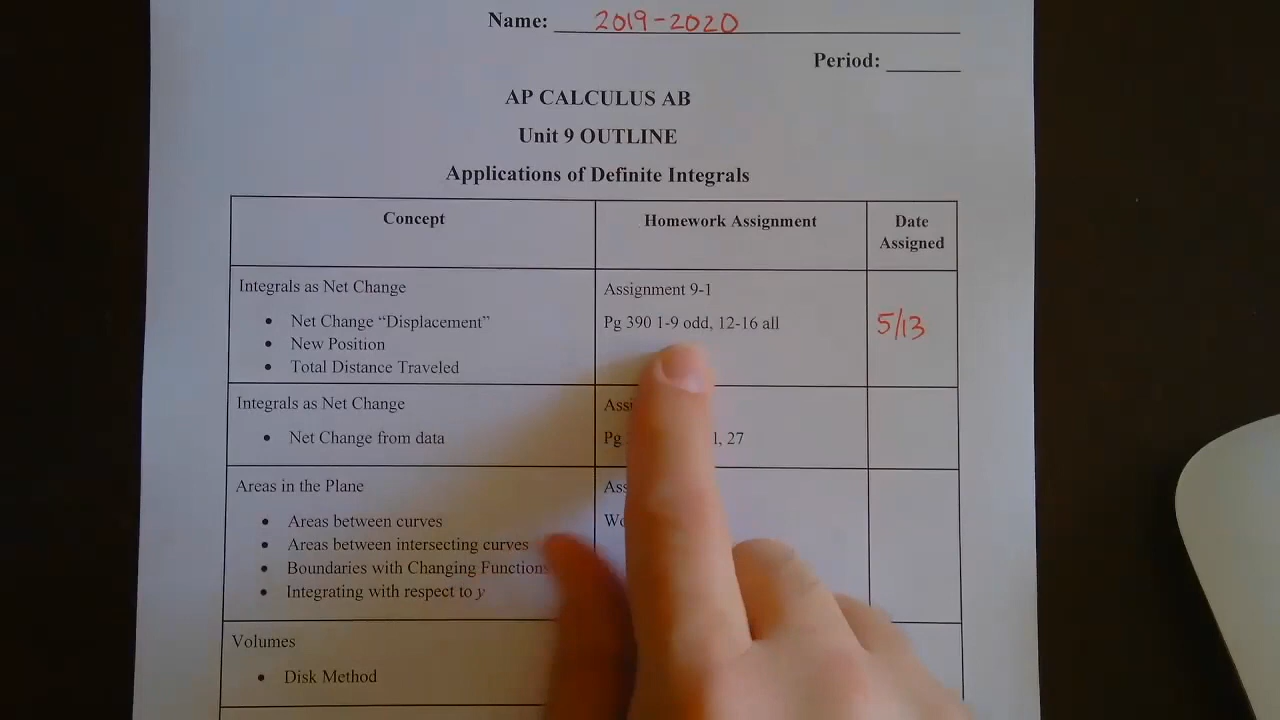 Name: 2019-2020
Period:
AP CALCULUS AB
Unit 9 OUTLINE
Applications of Definite Integrals
Concept
Homework Assignment
Date
Assigned
Integrals as Net Change
• Net Change “Displacement”
• New Position
• Total Distance Traveled
Assignment 9-1
Pg 390 1-9 odd, 12-16 all
5/13
Integrals as Net Change
• Net Change from data
Pg
, 27
Areas in the Plane
• Areas between curves
• Areas between intersecting curves
• Boundaries with Changing Functions
• Integrating with respect to y
Volumes
• Disk Method